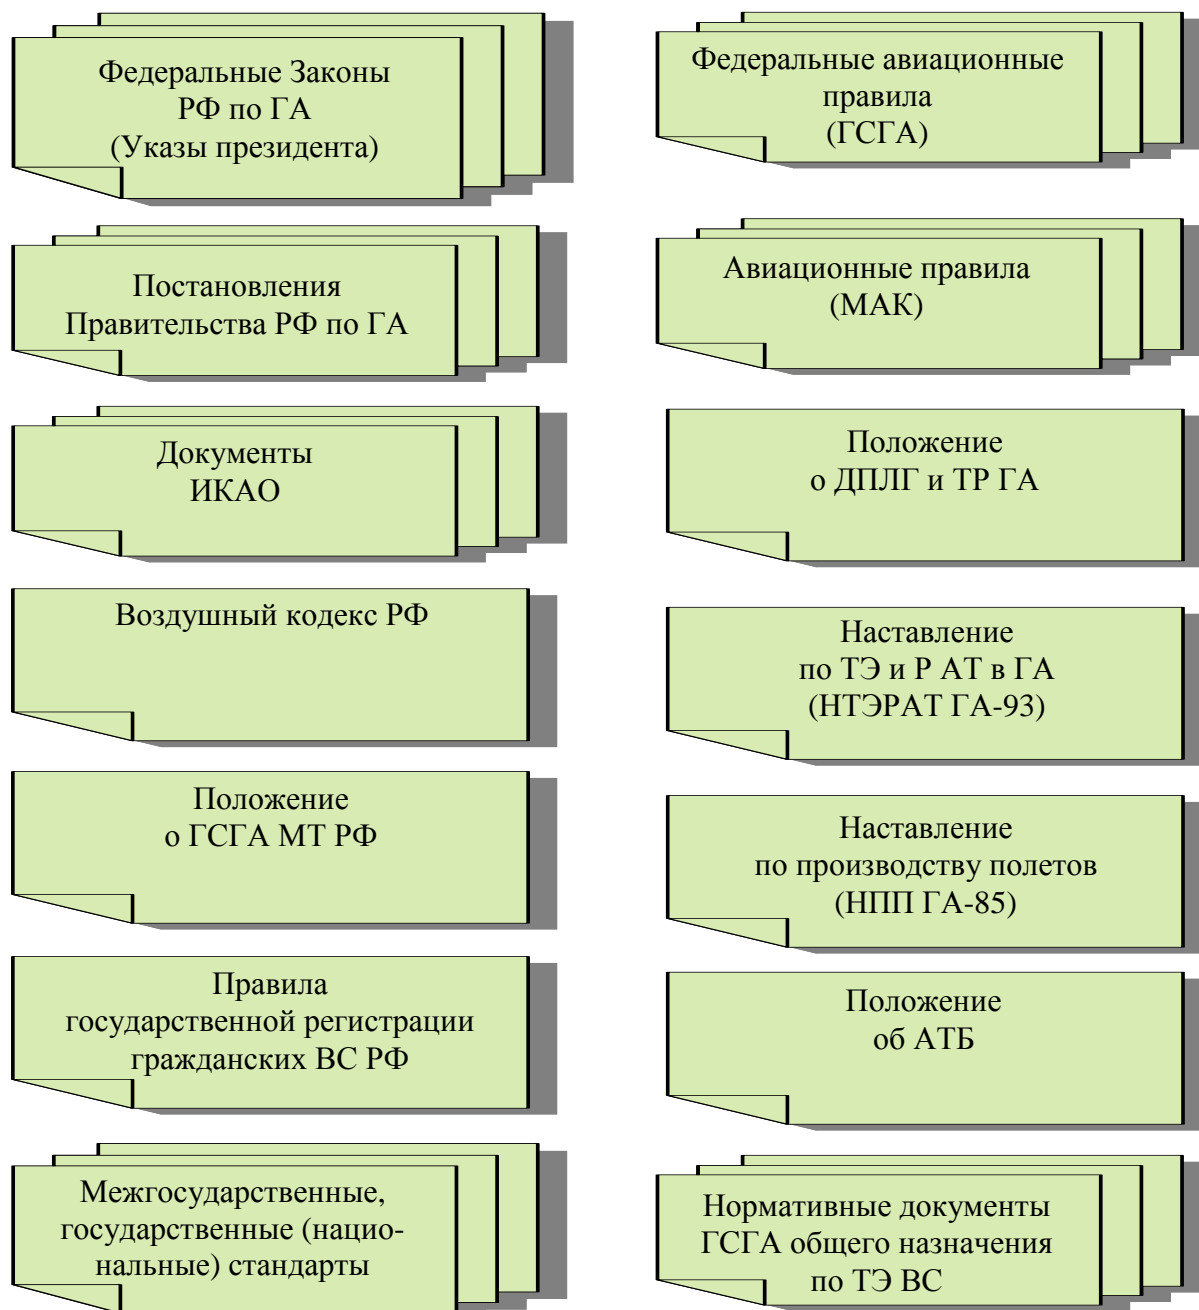 Федеральные Законы
РФ по ГА
(Указы президента)
Постановления
Правительства РФ по ГА
Документы
ИКАО
Воздушный кодекс РФ
Положение
о ГСГА МТ РФ
Правила
государственной регистрации
гражданских ВС РФ
Межгосударственные,
государственные (нацио-
нальные) стандарты
Федеральные авиационные
правила
(ГСГА)
Авиационные правила
(МАК)
Положение
о ДПЛГ и ТР ГА
Наставление
по ТЭ и Р АТ в ГА
(НТЭРАТ ГА-93)
Наставление
по производству полетов
(НПП ГА-85)
Положение
об АТБ
Нормативные документы
ГСГА общего назначения
по ТЭ ВС